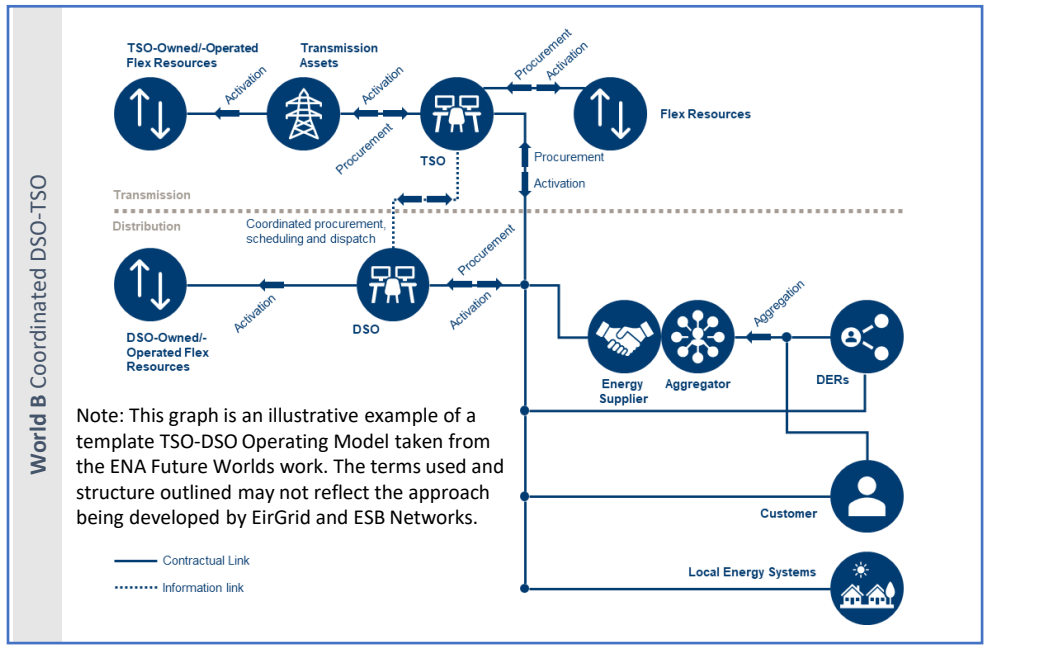 World B Coordinated DSO-TSO
TSO-Owned/-Operated
Flex Resources
Transmission
Assets
Activation
Activation
Procurement
TSO
Procurement
Activation
Flex Resources
Procurement
Activation
Transmission
Distribution
Coordinated procurement,
scheduling and dispatch
Activation
DSO
Procurement
Activation
DSO-Owned/-
Operated Flex
Resources
Energy
Supplier
Aggregator
Aggregation
DERs
Note: This graph is an illustrative example of a
template TSO-DSO Operating Model taken from
the ENA Future Worlds work. The terms used and
structure outlined may not reflect the approach
being developed by EirGrid and ESB Networks.
Customer
Contractual Link
Information link
Local Energy Systems